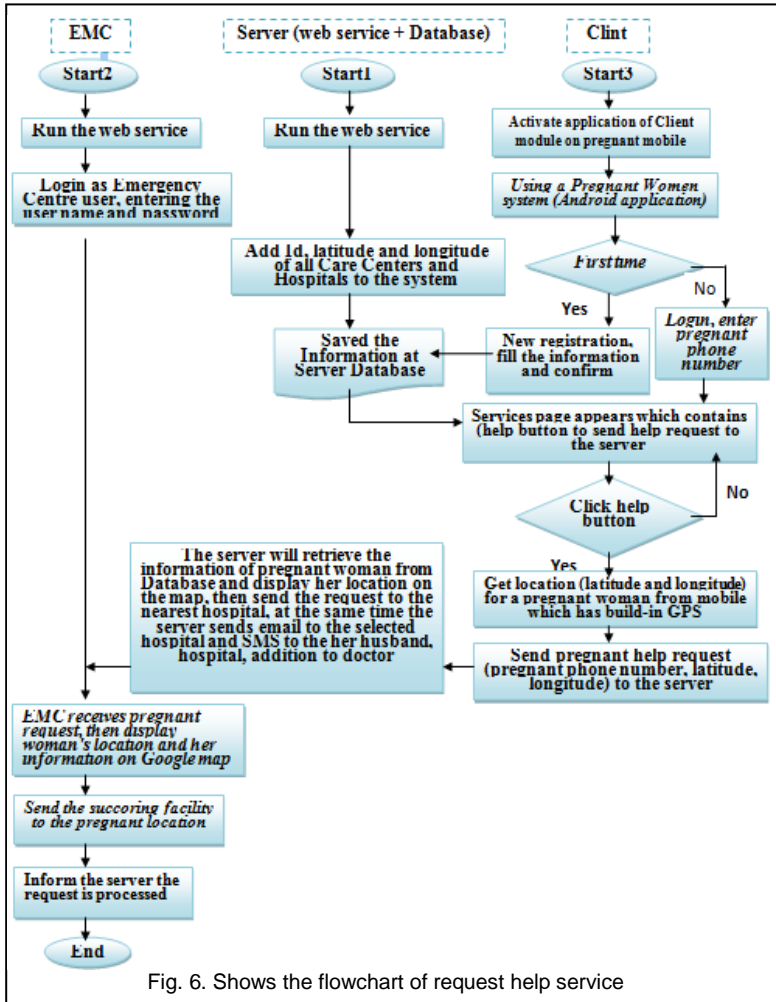 EMC
Server (web service + Database)
Clint
Start2
Start1
Start3
Run the web service
Run the web service
Activate application of Client
module on pregnant mobile
Login as Emergency
Centre user, entering the
user name and password
Using a Pregnant Women
system (Android application)
Add Id, latitude and longitude
of all Care Centers and
Hospitals to the system
First time
No
Yes
Saved the
Information at
Server Database
New registration,
fill the information
and confirm
Login, enter
pregnant
phone
number
Services page appears which contains
(help button to send help request to
the server
Click help
button
No
Yes
The server will retrieve the
information of pregnant woman from
Database and display her location on
the map, then send the request to the
nearest hospital, at the same time the
server sends email to the selected
hospital and SMS to the her husband,
hospital, addition to doctor
Get location (latitude and longitude)
for a pregnant woman from mobile
which has build-in GPS
Send pregnant help request
(pregnant phone number, latitude,
longitude) to the server
EMC receives pregnant
request, then display
woman's location and her
information on Google map
Send the succoring facility
to the pregnant location
Inform the server the
request is processed
End
Fig. 6. Shows the flowchart of request help service